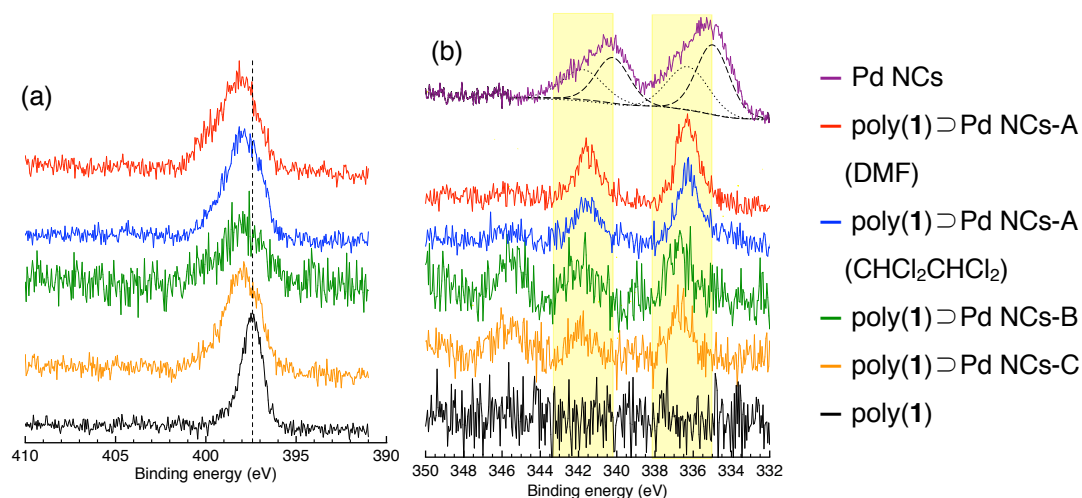 (a)
410 405 400 395 390
Binding energy (eV)
(b)
350 348 346 344 342 340 338 336 334 332
Binding energy (eV)
Pd NCs
poly(1)⊃Pd NCs-A
(DMF)
poly(1)⊃Pd NCs-A
(CHCl₂CHCl₂)
poly(1)⊃Pd NCs-B
poly(1)⊃Pd NCs-C
poly(1)